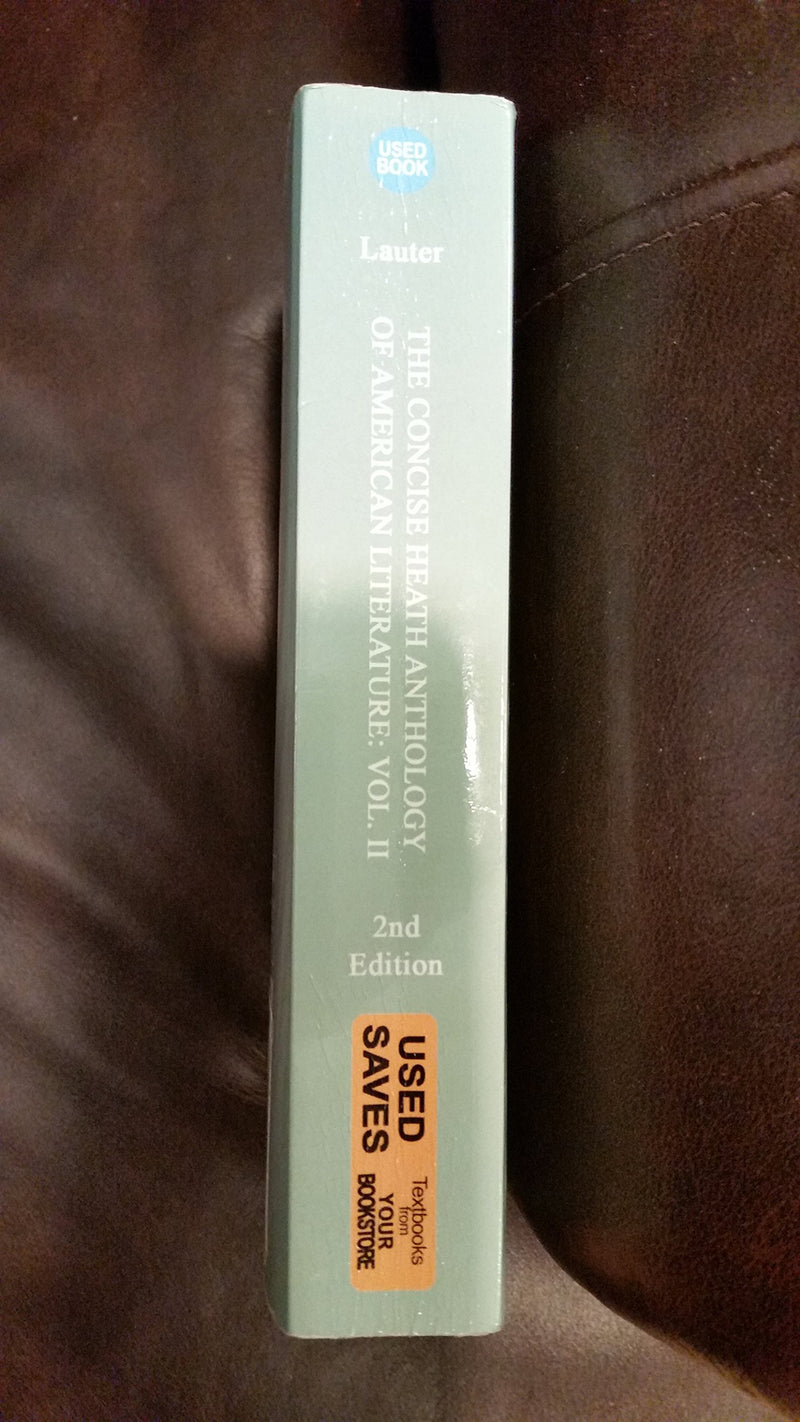 USED
BOOK
Lauter
THE CONCISE HEATH ANTHOLOGY
OF AMERICAN LITERATURE: VOL. II
2nd
Edition
USED
SAVES
Textbooks
from
YOUR
BOOKSTORE